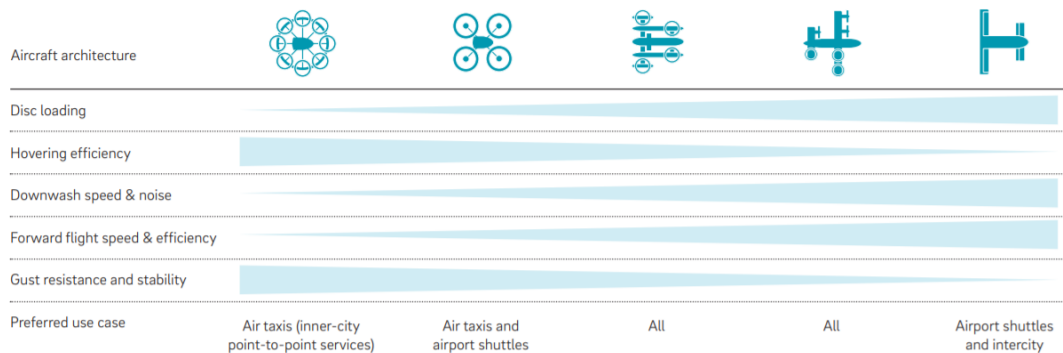 Aircraft architecture
Disc loading
Hovering efficiency
Downwash speed & noise
Forward flight speed & efficiency
Gust resistance and stability
Preferred use case
Air taxis (inner-city
point-to-point services)
Air taxis and
airport shuttles
All
All
Airport shuttles
and intercity